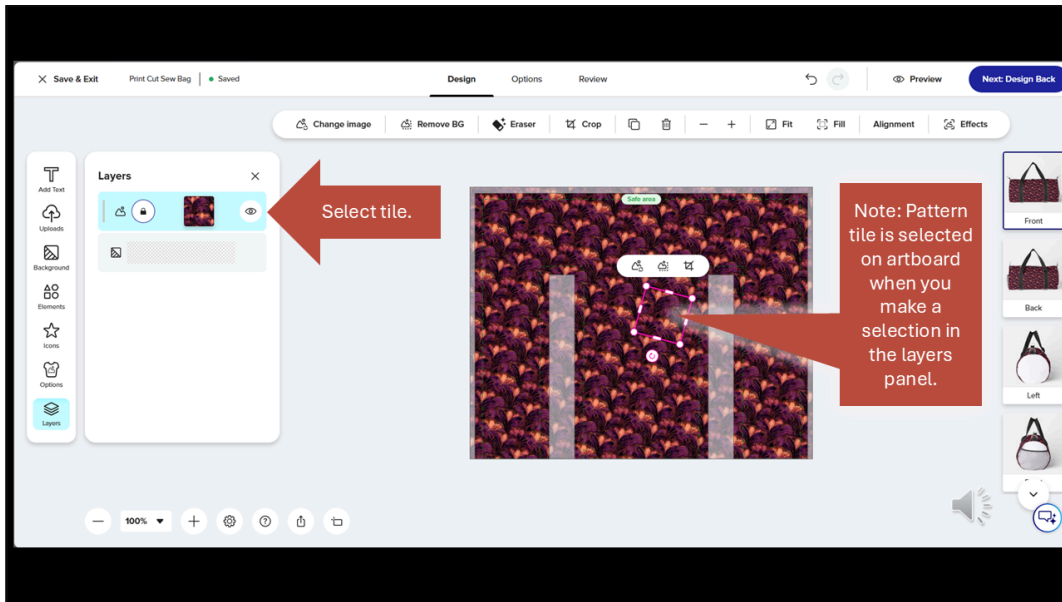 Save & Exit
Print Cut Sew Bag
Saved
Design
Options
Review
Preview
Next: Design Back
Change image
Remove BG
Eraser
Crop
Fit
Fill
Alignment
Effects
Add Text
Uploads
Background
Elements
Icons
Options
Layers
Layers
Select tile.
Safe area
Note: Pattern
tile is selected
on artboard
when you
make a
selection in
the layers
panel.
Front
Back
Left
100%